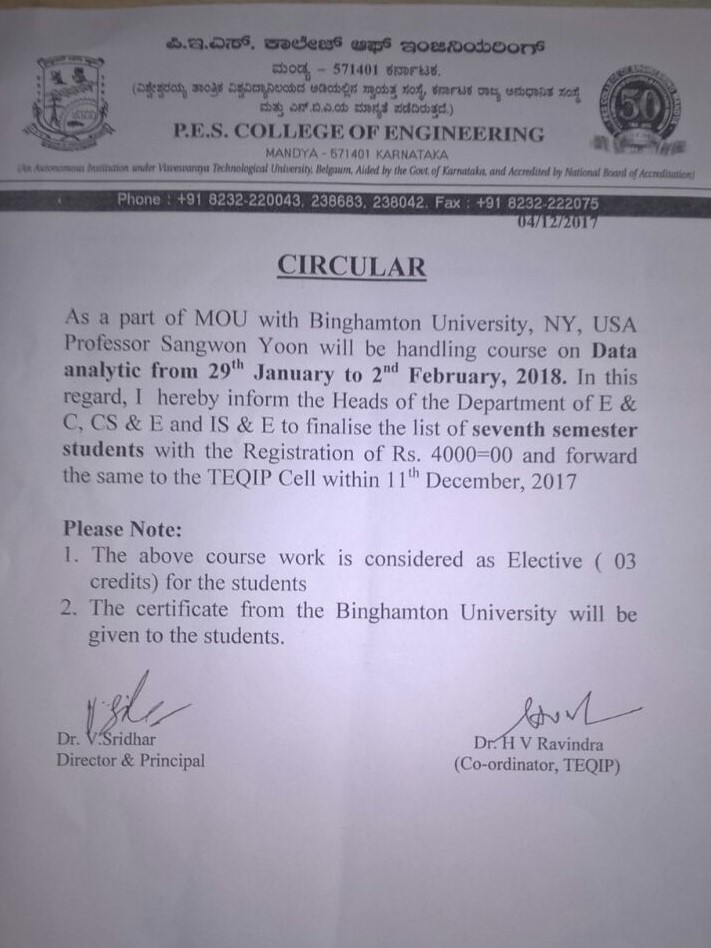 ಪಿ.ಇ.ಎಸ್. ಕಾಲೇಜ್ ಆಫ್ ಇಂಜನಿಯರಿಂಗ್
ಮಂಡ್ಯ - 571401 ಕರ್ನಾಟಕ.
(ವಿಶ್ವೇಶ್ವರಯ್ಯ ತಾಂತ್ರಿಕ ವಿಶ್ವವಿದ್ಯಾನಿಲಯದ ಅಡಿಯಲ್ಲಿನ ಸ್ವಾಯತ್ತ ಸಂಸ್ಥೆ, ಕರ್ನಾಟಕ ರಾಜ್ಯ ಅನುಧಾನಿತ ಸಂಸ್ಥೆ
ಮತ್ತು ಎನ್.ಬಿ.ಎ.ಯ ಮಾನ್ಯತೆ ಪಡೆದಿರುತ್ತದೆ.)
50
P.E.S. COLLEGE OF ENGINEERING
MANDYA - 571401 KARNATAKA
(An Autonomous Institution under Visvesvaraya Technological University, Belgaum, Aided by the Govt. of Karnataka, and Accredited by National Board of Accreditation)
Phone : +91 8232-220043, 238683, 238042. Fax : +91 8232-222075
04/12/2017
CIRCULAR
As a part of MOU with Binghamton University, NY, USA
Professor Sangwon Yoon will be handling course on Data
analytic from 29th January to 2nd February, 2018. In this
regard, I hereby inform the Heads of the Department of E &
C, CS & E and IS & E to finalise the list of seventh semester
students with the Registration of Rs. 4000=00 and forward
the same to the TEQIP Cell within 11th December, 2017
Please Note:
1. The above course work is considered as Elective ( 03
credits) for the students
2. The certificate from the Binghamton University will be
given to the students.
Dr. V.Sridhar
Director & Principal
Dr. H V Ravindra
(Co-ordinator, TEQIP)